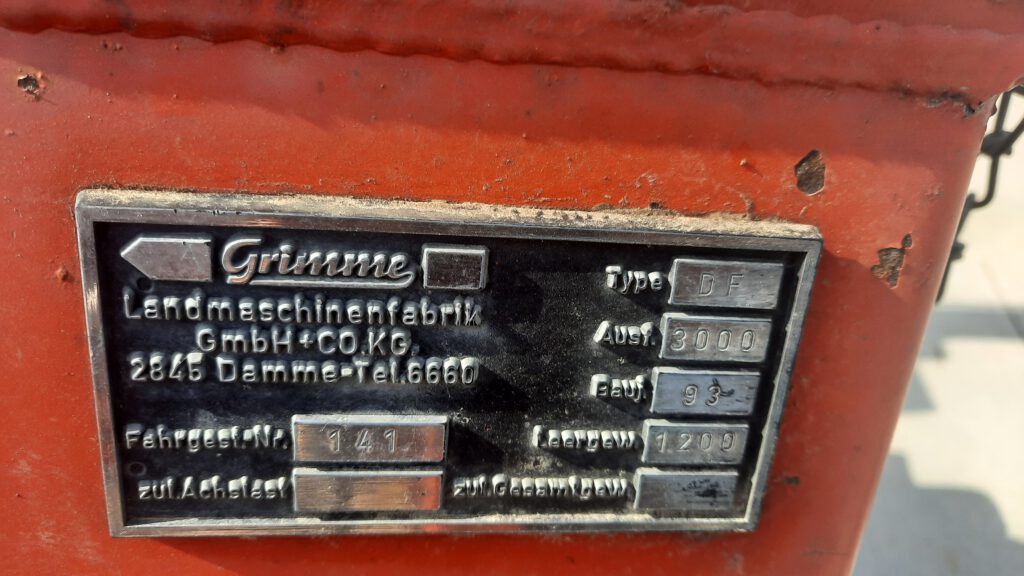 Grimme
Landmaschinenfabrik
GmbH+CO.KG.
2845 Damme-Tel.6660
Type DF
Ausf. 3000
Bauj. 93
Fahrgest.-Nr. 141
Leergew. 1200
zul.Achslast
zul.Gesamtgew.